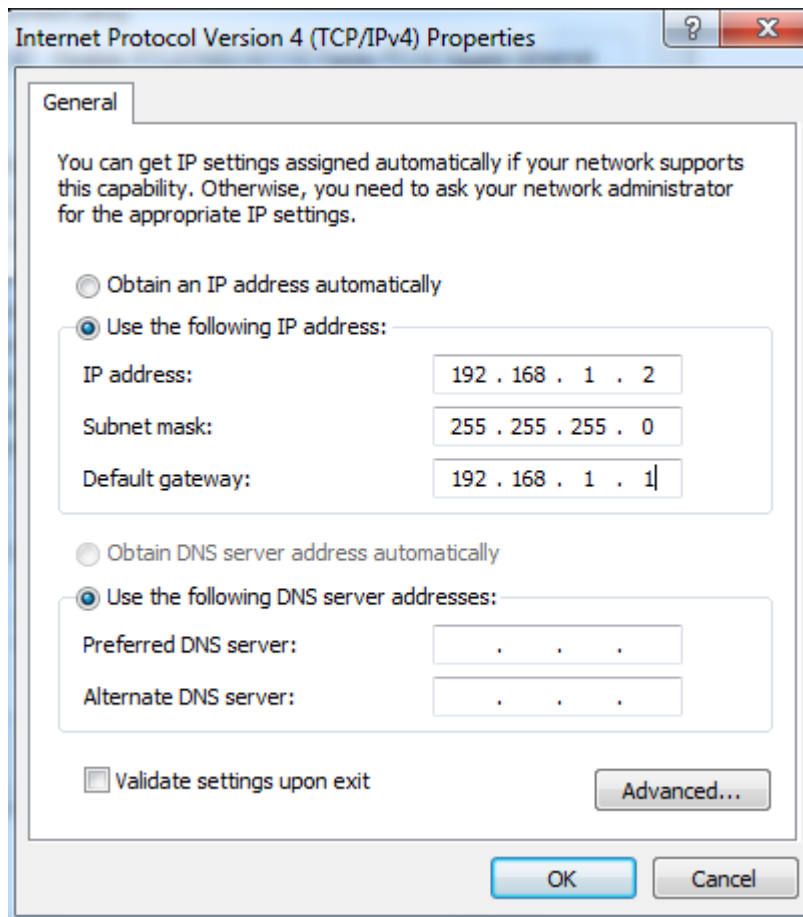 Internet Protocol Version 4 (TCP/IPv4) Properties
General
You can get IP settings assigned automatically if your network supports
this capability. Otherwise, you need to ask your network administrator
for the appropriate IP settings.
Obtain an IP address automatically
Use the following IP address:
IP address: 192 . 168 . 1 . 2
Subnet mask: 255 . 255 . 255 . 0
Default gateway: 192 . 168 . 1 . 1
Obtain DNS server address automatically
Use the following DNS server addresses:
Preferred DNS server: . . .
Alternate DNS server: . . .
Validate settings upon exit
Advanced...
OK Cancel